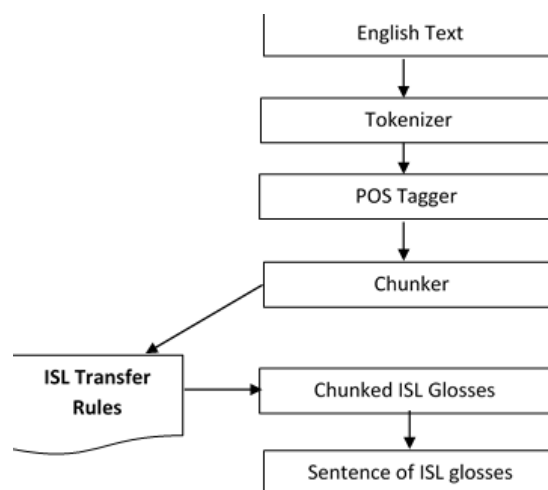 English Text
Tokenizer
POS Tagger
Chunker
ISL Transfer
Rules
Chunked ISL Glosses
Sentence of ISL glosses